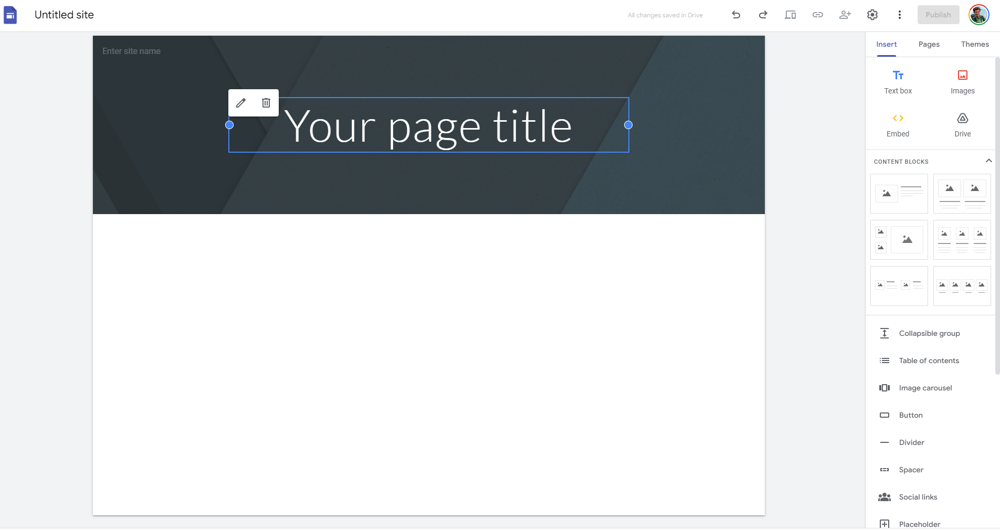 Untitled site
All changes saved in Drive
Publish
Enter site name
Your page title
Insert Pages Themes
Text box Images
Embed Drive
CONTENT BLOCKS
Collapsible group
Table of contents
Image carousel
Button
Divider
Spacer
Social links
Placeholder